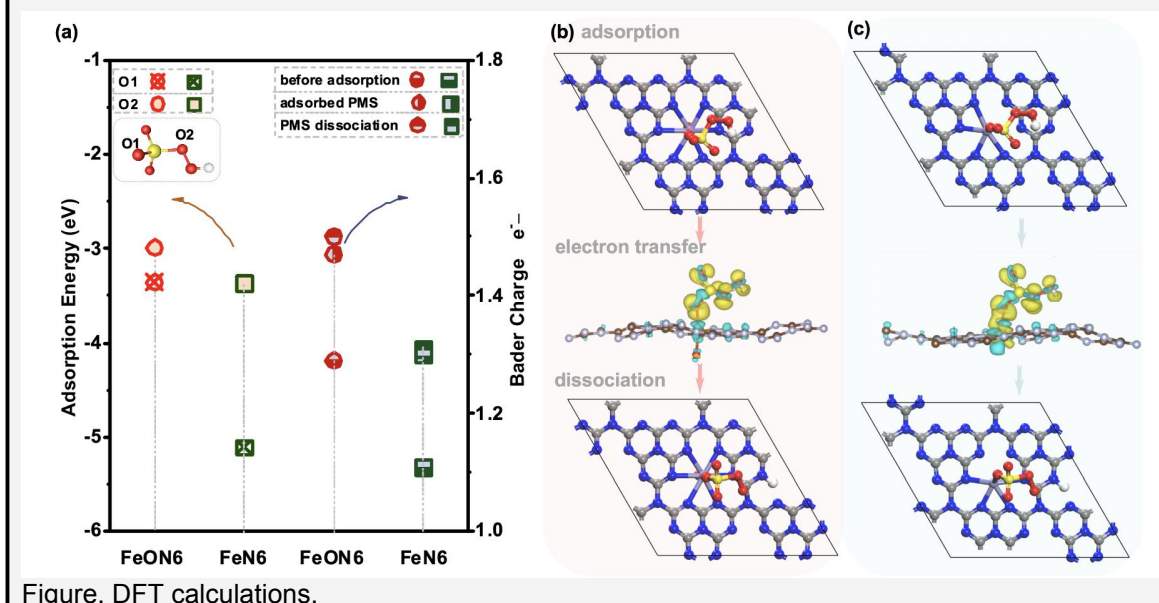 (a)
-1
-2
-3
-4
-5
-6
Adsorption Energy (eV)
O1
O2
O1
O2
before adsorption
adsorbed PMS
PMS dissociation
1.8
1.6
1.4
1.2
1.0
Bader Charge e⁻
FeON6 FeN6 FeON6 FeN6
(b) adsorption
electron transfer
dissociation
(c)
Figure. DFT calculations.